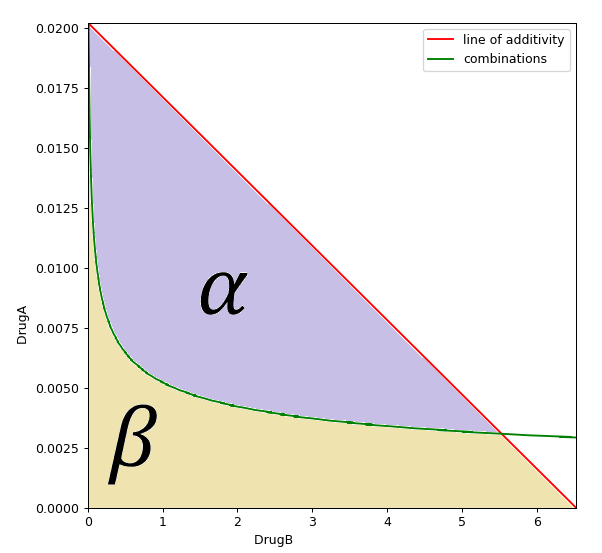 line of additivity
combinations
0.0200
0.0175
0.0150
0.0125
0.0100
0.0075
0.0050
0.0025
0.0000
DrugA
α
β
0 1 2 3 4 5 6
DrugB